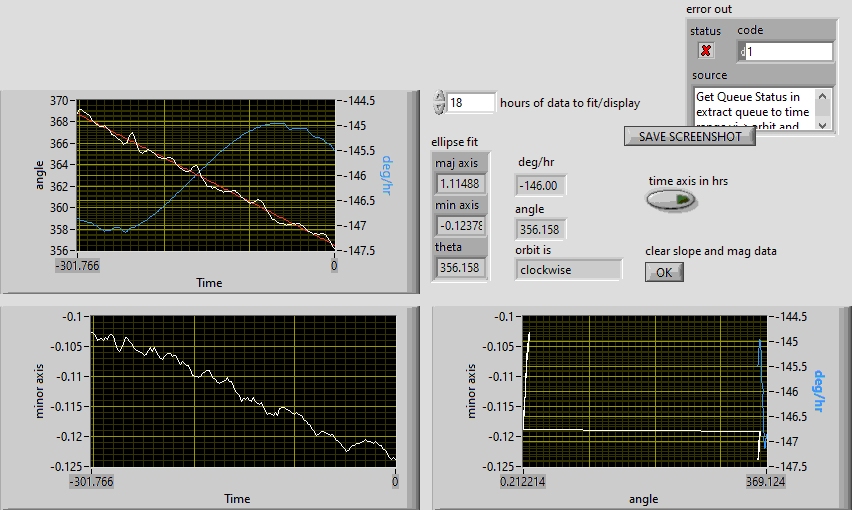 error out
status
code
d 1
source
Get Queue Status in
extract queue to time
SAVE SCREENSHOT
18
hours of data to fit/display
ellipse fit
maj axis
1.11488
min axis
-0.12378
theta
356.158
deg/hr
-146.00
angle
356.158
orbit is
clockwise
time axis in hrs
clear slope and mag data
OK
370
368
366
364
362
360
358
356
angle
-144.5
-145
-145.5
-146
-146.5
-147
-147.5
deg/hr
-301.766
0
Time
-0.1
-0.105
-0.11
-0.115
-0.12
-0.125
minor axis
-301.766
0
Time
-0.1
-0.105
-0.11
-0.115
-0.12
-0.125
minor axis
-144.5
-145
-145.5
-146
-146.5
-147
-147.5
deg/hr
0.212214
369.124
angle